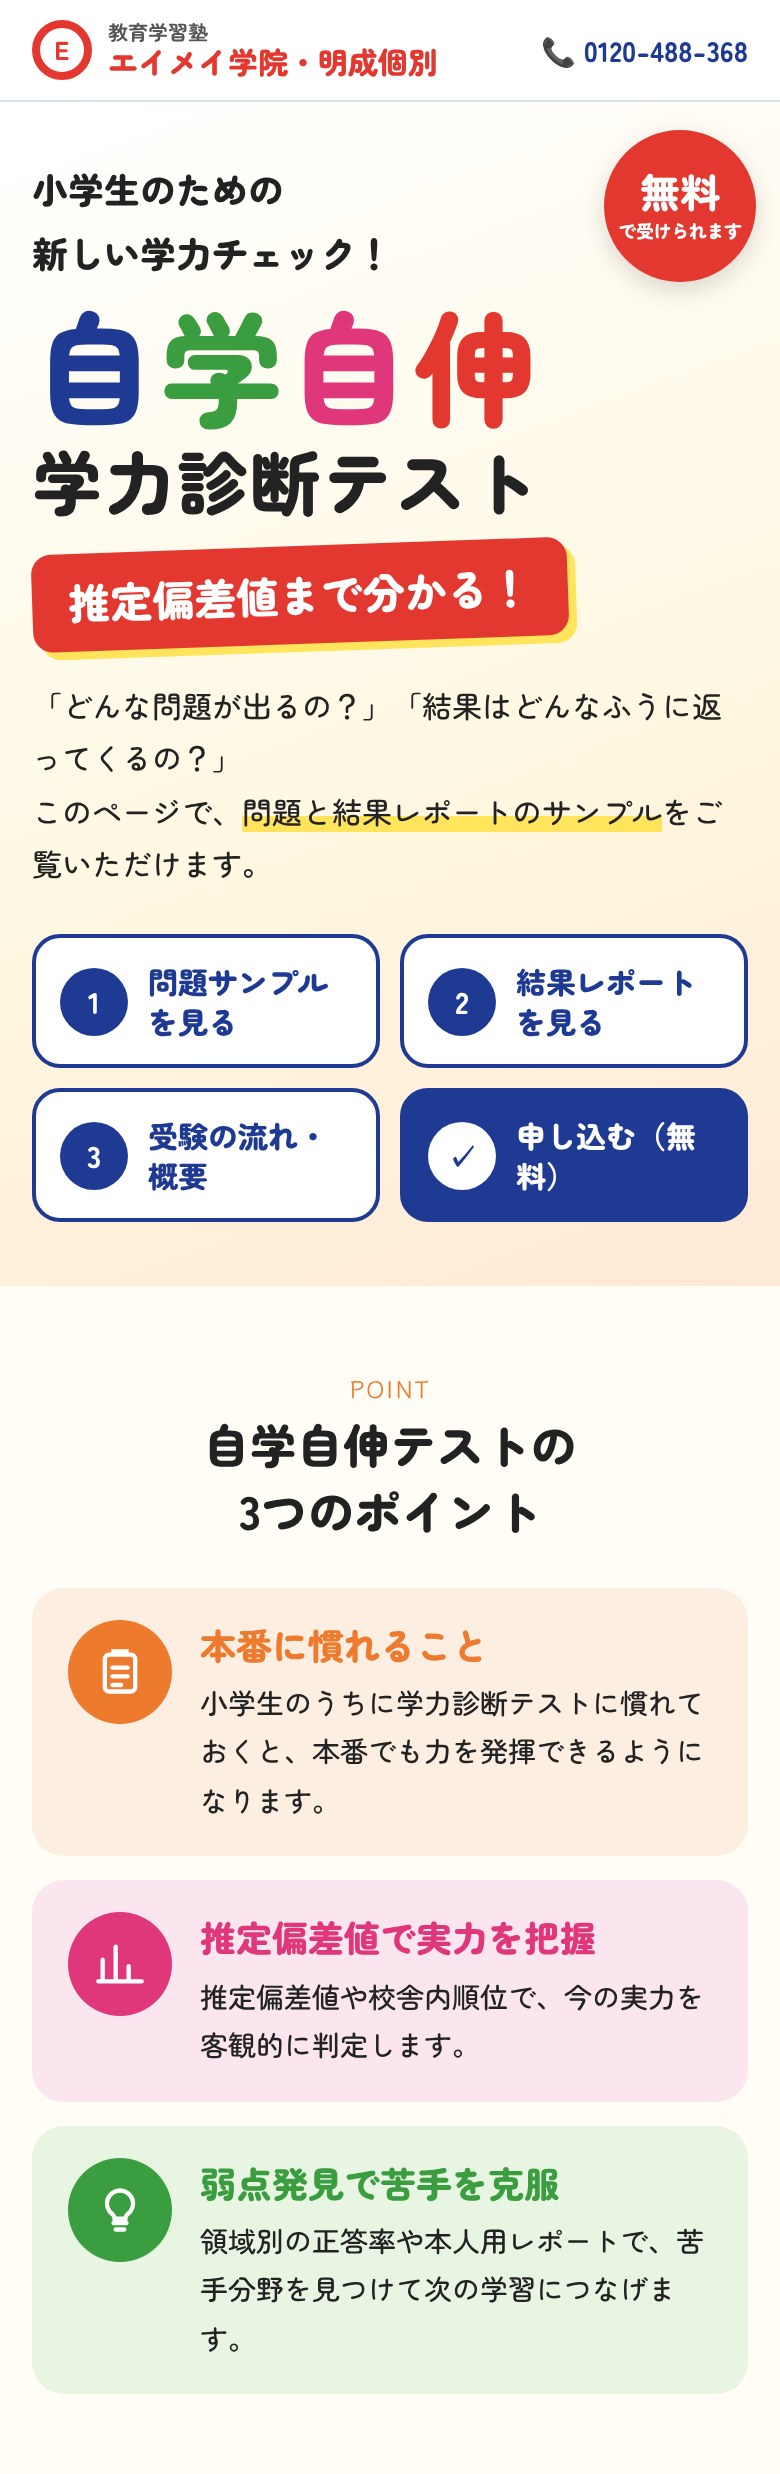 E
教育学習塾
エイメイ学院・明成個別
📞 0120-488-368
無料
で受けられます
小学生のための
新しい学力チェック！
自学自伸
学力診断テスト
推定偏差値まで分かる！
「どんな問題が出るの？」「結果はどんなふうに返
ってくるの？」
このページで、問題と結果レポートのサンプルをご
覧いただけます。
1 問題サンプル
を見る
2 結果レポート
を見る
3 受験の流れ・
概要
✓ 申し込む（無
料）
POINT
自学自伸テストの
3つのポイント
本番に慣れること
小学生のうちに学力診断テストに慣れて
おくと、本番でも力を発揮できるように
なります。
推定偏差値で実力を把握
推定偏差値や校舎内順位で、今の実力を
客観的に判定します。
弱点発見で苦手を克服
領域別の正答率や本人用レポートで、苦
手分野を見つけて次の学習につなげま
す。